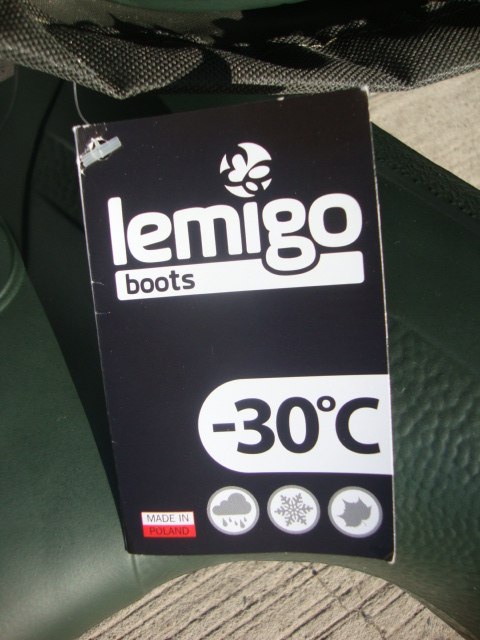 lemigo
boots
-30°C
MADE IN
POLAND